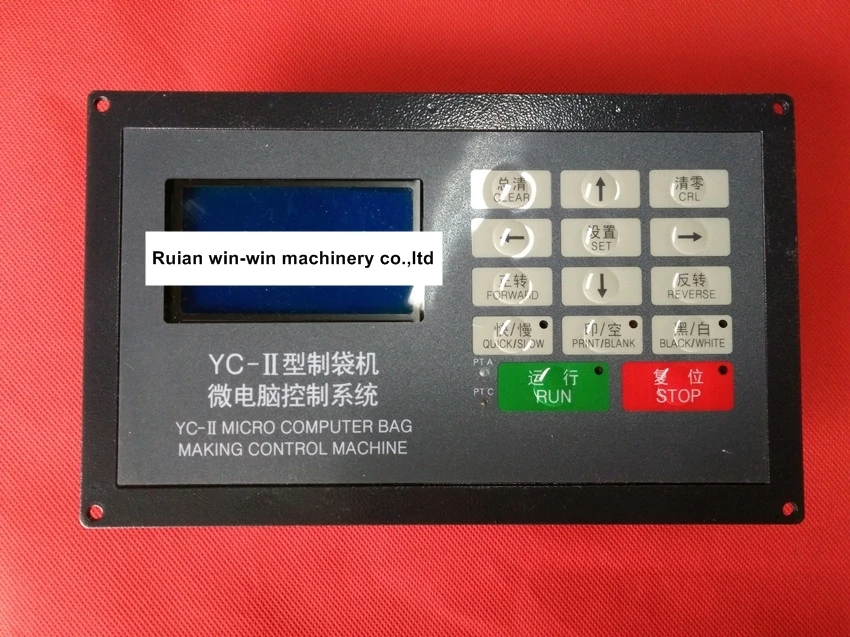 Ruian win-win machinery co.,ltd
YC-Ⅱ型制袋机
微电脑控制系统
YC-Ⅱ MICRO COMPUTER BAG
MAKING CONTROL MACHINE
总清
CLEAR
↑
清零
CRL
←
设置
SET
→
正转
FORWARD
↓
反转
REVERSE
快/慢
QUICK/SLOW
印/空
PRINT/BLANK
黑/白
BLACK/WHITE
PT A
PT C
运 行
RUN
复 位
STOP